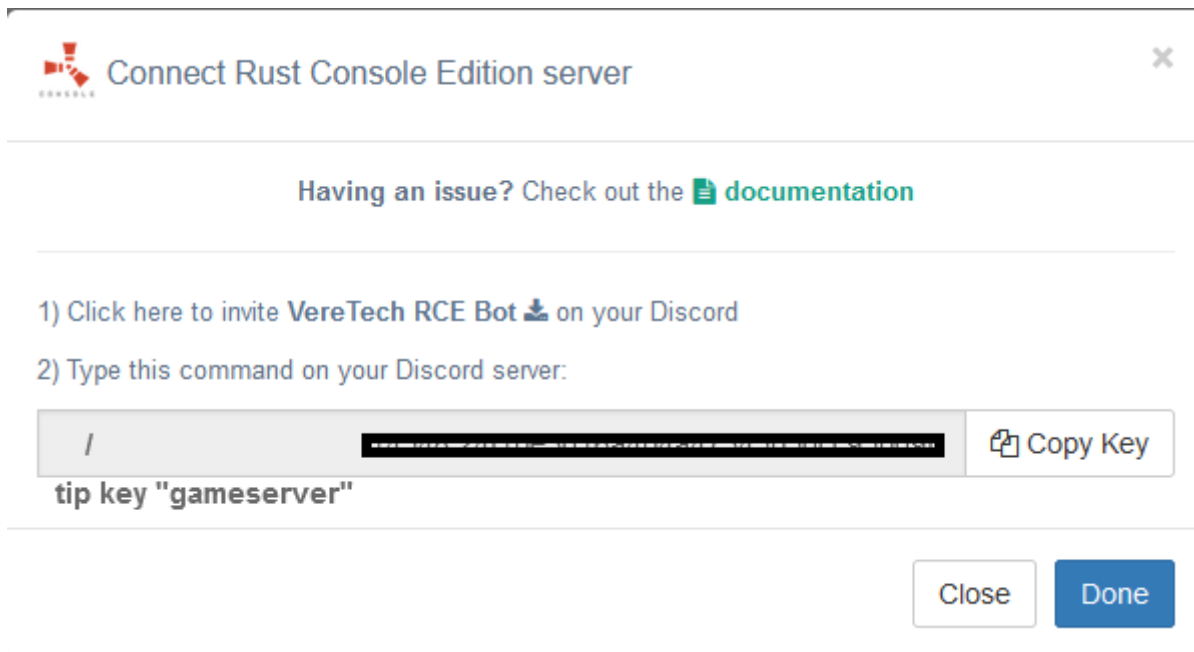 CONSOLE
Connect Rust Console Edition server
×
Having an issue? Check out the documentation
1) Click here to invite VereTech RCE Bot on your Discord
2) Type this command on your Discord server:
/
Copy Key
tip key "gameserver"
Close
Done